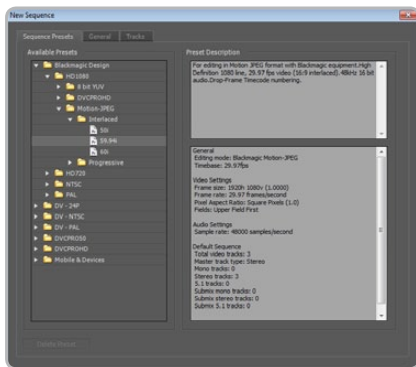 New Sequence
Sequence Presets
General
Tracks
Available Presets
Blackmagic Design
HD1080
8 bit YUV
DVCPROHD
Motion-JPEG
Interlaced
50i
59.94i
60i
Progressive
HD720
NTSC
PAL
DV - 24P
DV - NTSC
DV - PAL
DVCPRO50
DVCPROHD
Mobile & Devices
Delete Preset
Preset Description
For editing in Motion JPEG format with Blackmagic equipment.High
Definition 1080 line, 29.97 fps video (16:9 interlaced).48kHz 16 bit
audio.Drop-Frame Timecode numbering.
General
Editing mode: Blackmagic Motion-JPEG
Timebase: 29.97fps
Video Settings
Frame size: 1920h 1080v (1.0000)
Frame rate: 29.97 frames/second
Pixel Aspect Ratio: Square Pixels (1.0)
Fields: Upper Field First
Audio Settings
Sample rate: 48000 samples/second
Default Sequence
Total video tracks: 3
Master track type: Stereo
Mono tracks: 0
Stereo tracks: 3
5.1 tracks: 0
Submix mono tracks: 0
Submix stereo tracks: 0
Submix 5.1 tracks: 0